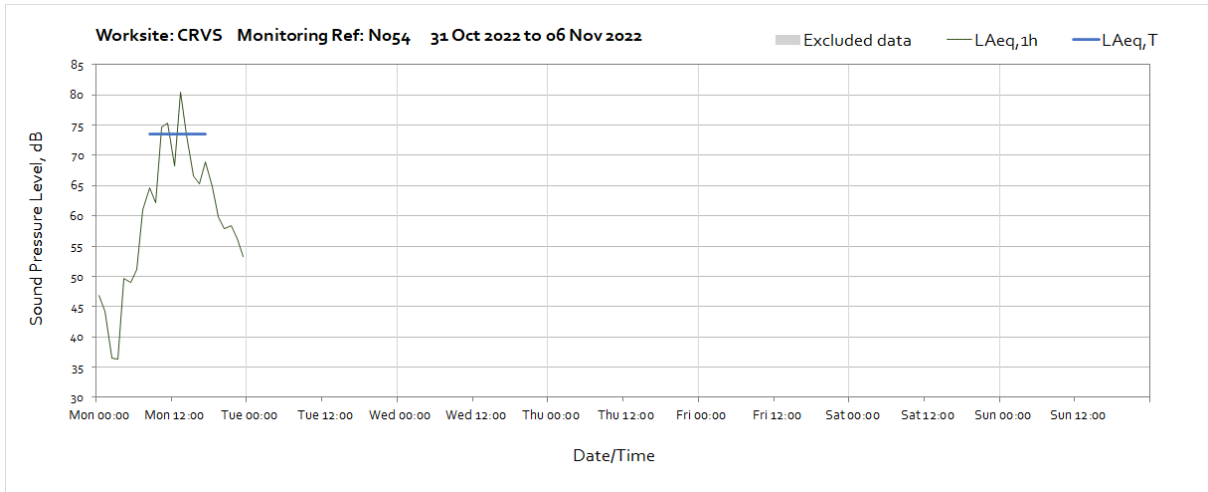 Worksite: CRVS Monitoring Ref: N054 31 Oct 2022 to 06 Nov 2022
Excluded data LAeq,1h LAeq,T
85
80
75
70
65
60
55
50
45
40
35
30
Sound Pressure Level, dB
Mon 00:00 Mon 12:00 Tue 00:00 Tue 12:00 Wed 00:00 Wed 12:00 Thu 00:00 Thu 12:00 Fri 00:00 Fri 12:00 Sat 00:00 Sat 12:00 Sun 00:00 Sun 12:00
Date/Time